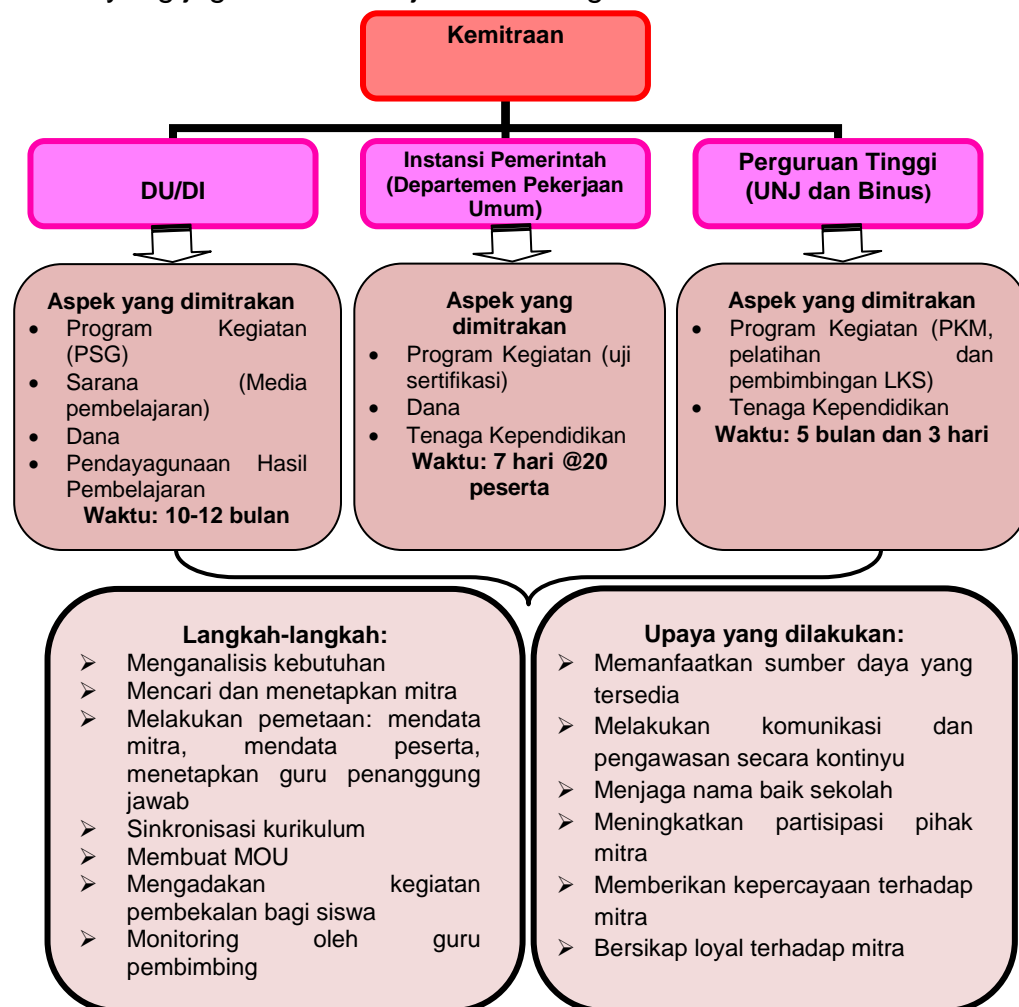 Kemitraan
DU/DI
Instansi Pemerintah
(Departemen Pekerjaan
Umum)
Perguruan Tinggi
(UNJ dan Binus)
Aspek yang dimitrakan
• Program Kegiatan
(PSG)
• Sarana (Media
pembelajaran)
• Dana
• Pendayagunaan Hasil
Pembelajaran
Waktu: 10-12 bulan
Aspek yang
dimitrakan
• Program Kegiatan (uji
sertifikasi)
• Dana
• Tenaga Kependidikan
Waktu: 7 hari @20
peserta
Aspek yang dimitrakan
• Program Kegiatan (PKM,
pelatihan dan
pembimbingan LKS)
• Tenaga Kependidikan
Waktu: 5 bulan dan 3 hari
Langkah-langkah:
➢ Menganalisis kebutuhan
➢ Mencari dan menetapkan mitra
➢ Melakukan pemetaan: mendata
mitra, mendata peserta,
menetapkan guru penanggung
jawab
➢ Sinkronisasi kurikulum
➢ Membuat MOU
➢ Mengadakan kegiatan
pembekalan bagi siswa
➢ Monitoring oleh guru
pembimbing
Upaya yang dilakukan:
➢ Memanfaatkan sumber daya yang
tersedia
➢ Melakukan komunikasi dan
pengawasan secara kontinyu
➢ Menjaga nama baik sekolah
➢ Meningkatkan partisipasi pihak
mitra
➢ Memberikan kepercayaan terhadap
mitra
➢ Bersikap loyal terhadap mitra